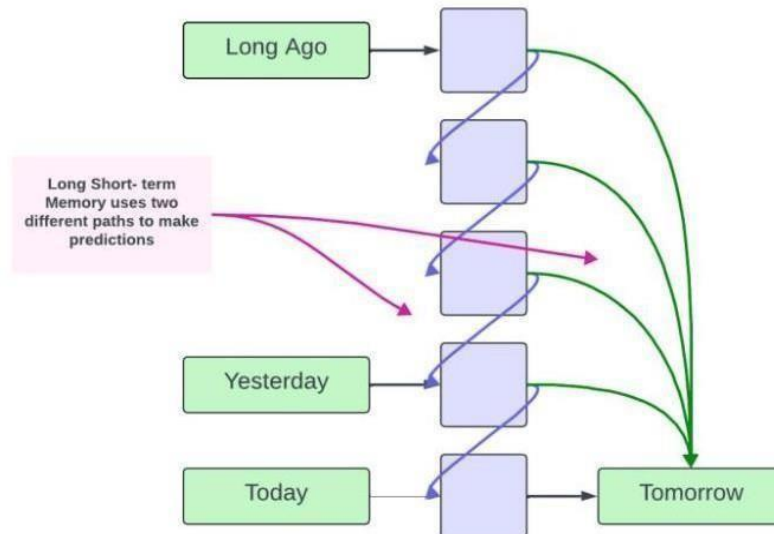 Long Ago
Long Short- term
Memory uses two
different paths to make
predictions
Yesterday
Today
Tomorrow